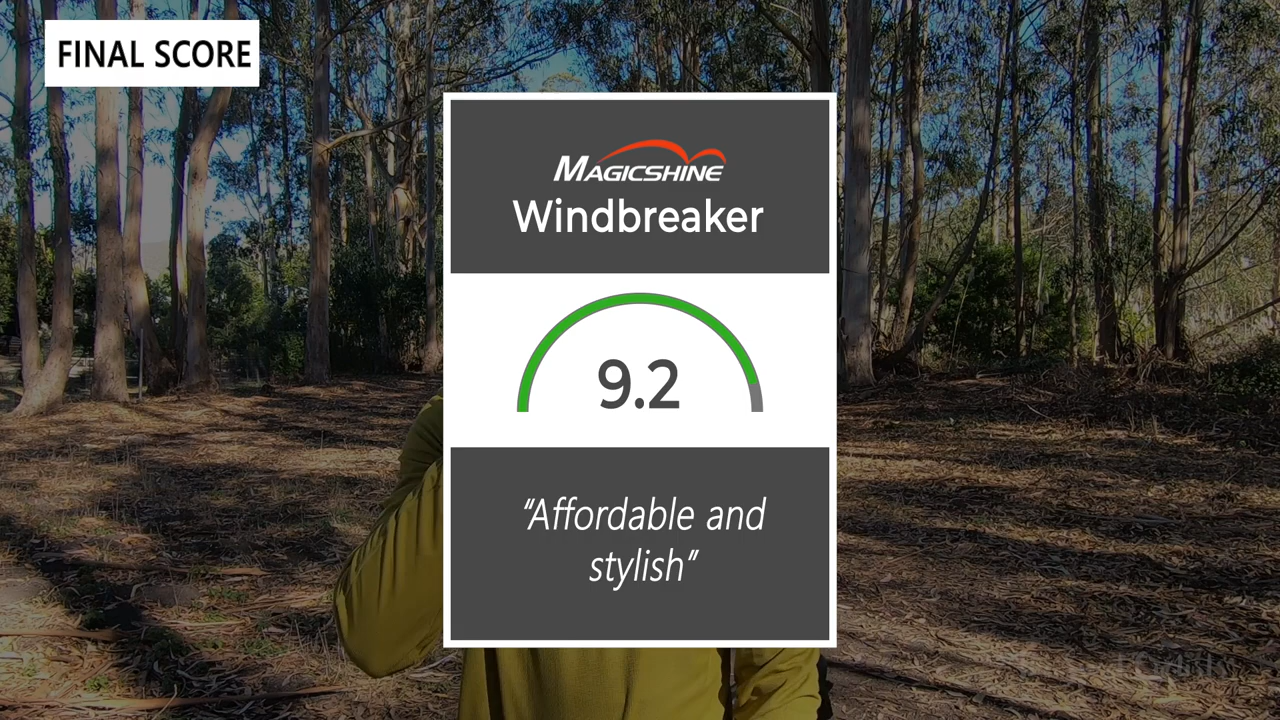 FINAL SCORE
MAGICSHINE
Windbreaker
9.2
“Affordable and
stylish”